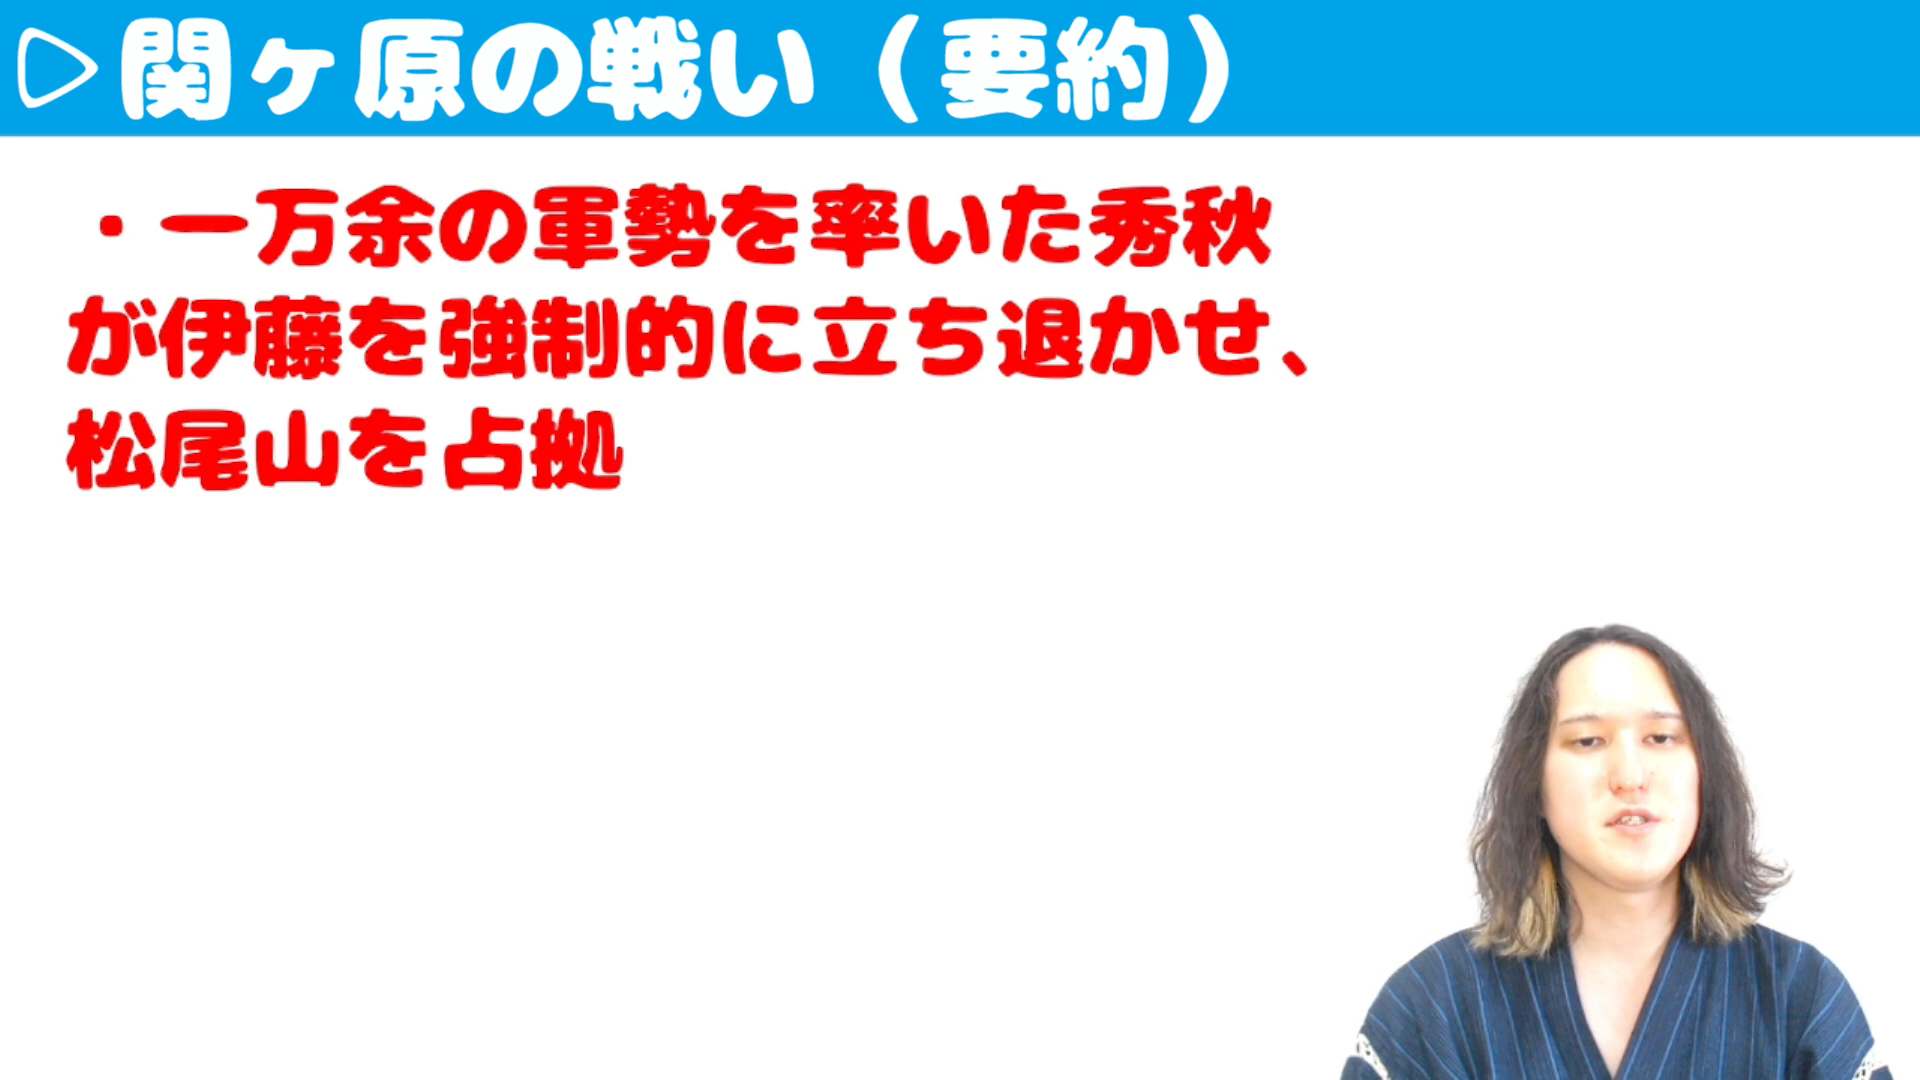 関ヶ原の戦い（要約）
・一万余の軍勢を率いた秀秋
が伊藤を強制的に立ち退かせ、
松尾山を占拠